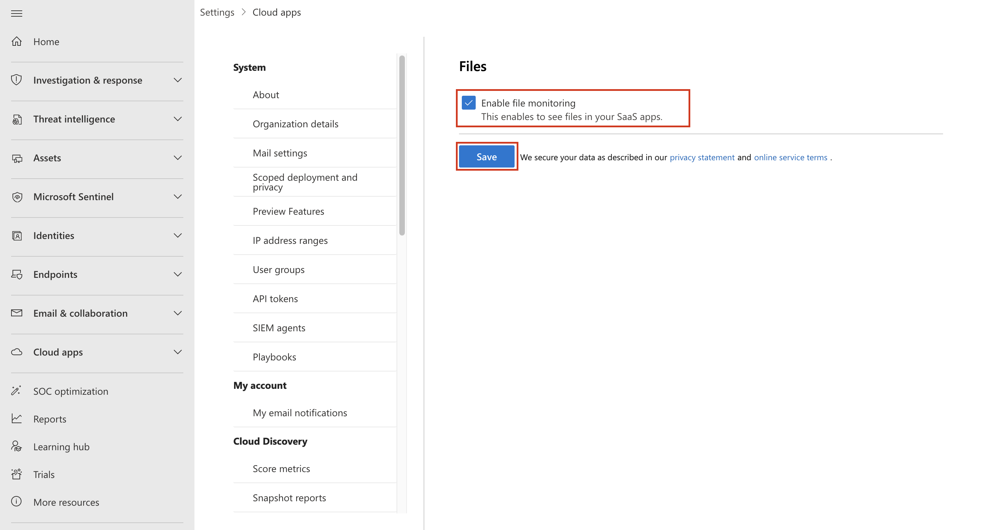 Settings > Cloud apps
Home
Investigation & response
Threat intelligence
Assets
Microsoft Sentinel
Identities
Endpoints
Email & collaboration
Cloud apps
SOC optimization
Reports
Learning hub
Trials
More resources
System
About
Organization details
Mail settings
Scoped deployment and
privacy
Preview Features
IP address ranges
User groups
API tokens
SIEM agents
Playbooks
My account
My email notifications
Cloud Discovery
Score metrics
Snapshot reports
Files
Enable file monitoring
This enables to see files in your SaaS apps.
Save We secure your data as described in our privacy statement and online service terms .